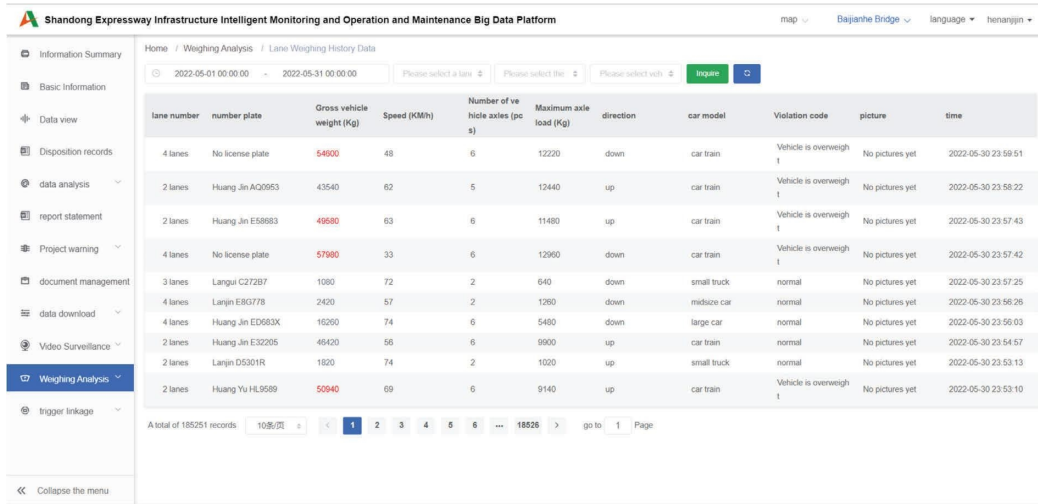 Shandong Expressway Infrastructure Intelligent Monitoring and Operation and Maintenance Big Data Platform
map
Baijianhe Bridge
language
henanjijin
Information Summary
Basic Information
Data view
Disposition records
data analysis
report statement
Project warning
document management
data download
Video Surveillance
Weighing Analysis
trigger linkage
Collapse the menu
Home / Weighing Analysis / Lane Weighing History Data
2022-05-01 00:00:00 - 2022-05-31 00:00:00 Please select a lane Please select the Please select veh Inquire
lane number number plate Gross vehicle weight (Kg) Speed (KM/h) Number of ve hicle axles (pc s) Maximum axle load (Kg) direction car model Violation code picture time
4 lanes No license plate 54600 48 6 12220 down car train Vehicle is overweigh t No pictures yet 2022-05-30 23:59:51
2 lanes Huang Jin AQ0953 43540 62 5 12440 up car train Vehicle is overweigh t No pictures yet 2022-05-30 23:58:22
2 lanes Huang Jin E58683 49580 63 6 11480 up car train Vehicle is overweigh t No pictures yet 2022-05-30 23:57:43
4 lanes No license plate 57980 33 6 12960 down car train Vehicle is overweigh t No pictures yet 2022-05-30 23:57:42
3 lanes Langui C272B7 1080 72 2 640 down small truck normal No pictures yet 2022-05-30 23:57:25
4 lanes Lanjin E8G778 2420 57 2 1260 down midsize car normal No pictures yet 2022-05-30 23:56:26
4 lanes Huang Jin ED683X 16260 74 6 5480 down large car normal No pictures yet 2022-05-30 23:56:03
2 lanes Huang Jin E32205 46420 56 6 9900 up car train normal No pictures yet 2022-05-30 23:54:57
2 lanes Lanjin D5301R 1820 74 2 1020 up small truck normal No pictures yet 2022-05-30 23:53:13
2 lanes Huang Yu HL9589 50940 69 6 9140 up car train Vehicle is overweigh t No pictures yet 2022-05-30 23:53:10
A total of 185251 records 10条/页 < 1 2 3 4 5 6 ... 18526 > go to 1 Page